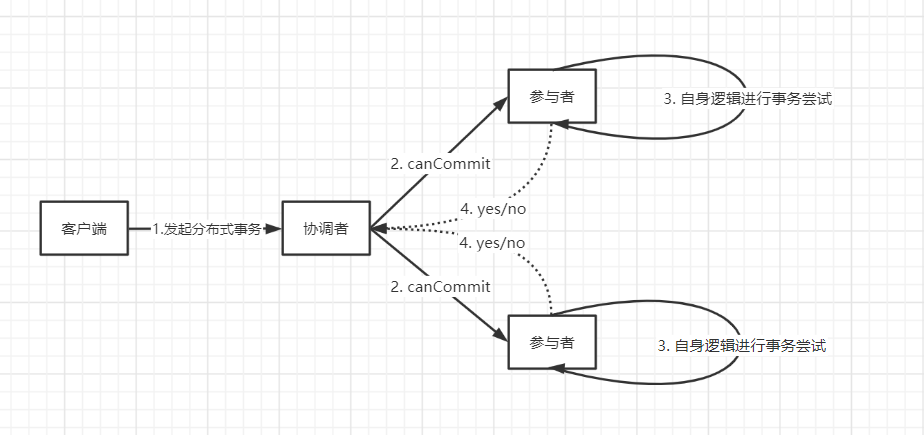 参与者
3. 自身逻辑进行事务尝试
2. canCommit
4. yes/no
客户端
1.发起分布式事务
协调者
4. yes/no
2. canCommit
参与者
3. 自身逻辑进行事务尝试